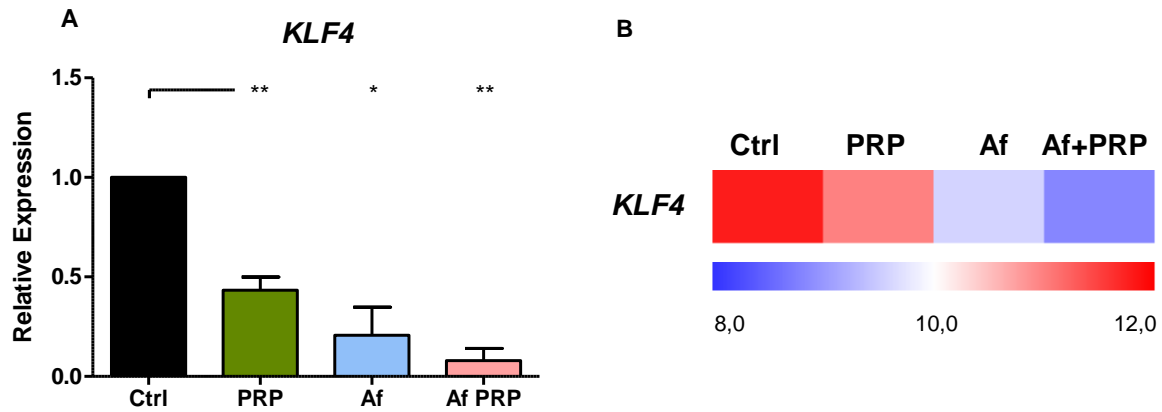 A
KLF4
** * **
1.5
1.0
0.5
0.0
Relative Expression
Ctrl PRP Af Af PRP
B
Ctrl PRP Af Af+PRP
KLF4
8,0 10,0 12,0